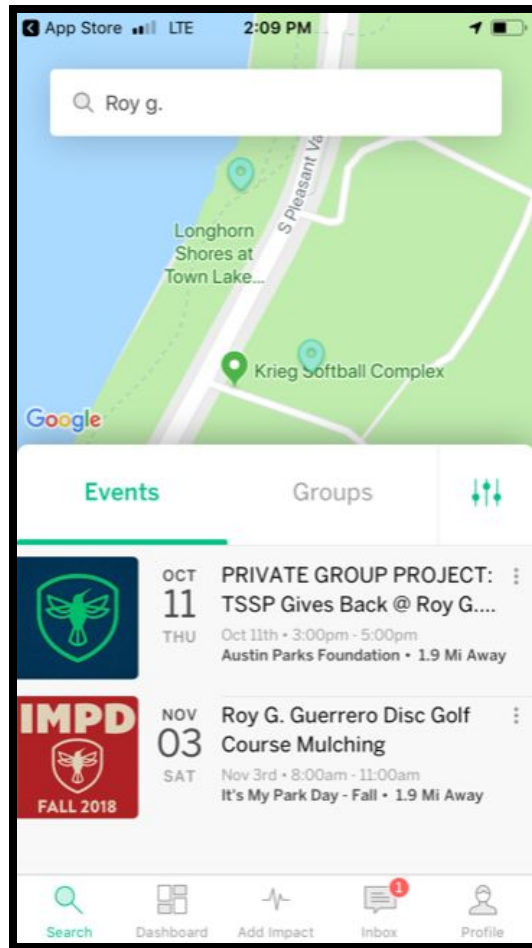 App Store LTE 2:09 PM
Roy g.
S Pleasant Va
Longhorn
Shores at
Town Lake...
Krieg Softball Complex
Google
Events Groups
OCT
11
THU
PRIVATE GROUP PROJECT:
TSSP Gives Back @ Roy G....
Oct 11th • 3:00pm - 5:00pm
Austin Parks Foundation • 1.9 Mi Away
IMPD
FALL 2018
NOV
03
SAT
Roy G. Guerrero Disc Golf
Course Mulching
Nov 3rd • 8:00am - 11:00am
It's My Park Day - Fall • 1.9 Mi Away
1
Search Dashboard Add Impact Inbox Profile